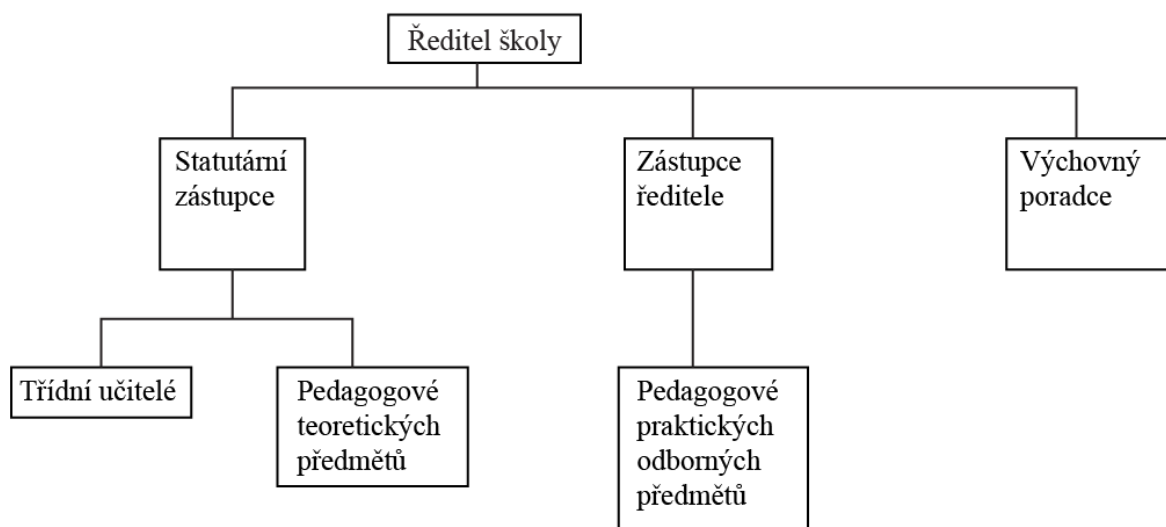 Ředitel školy
Statutární
zástupce
Zástupce
ředitele
Výchovný
poradce
Třídní učitelé
Pedagogové
teoretických
předmětů
Pedagogové
praktických
odborných
předmětů